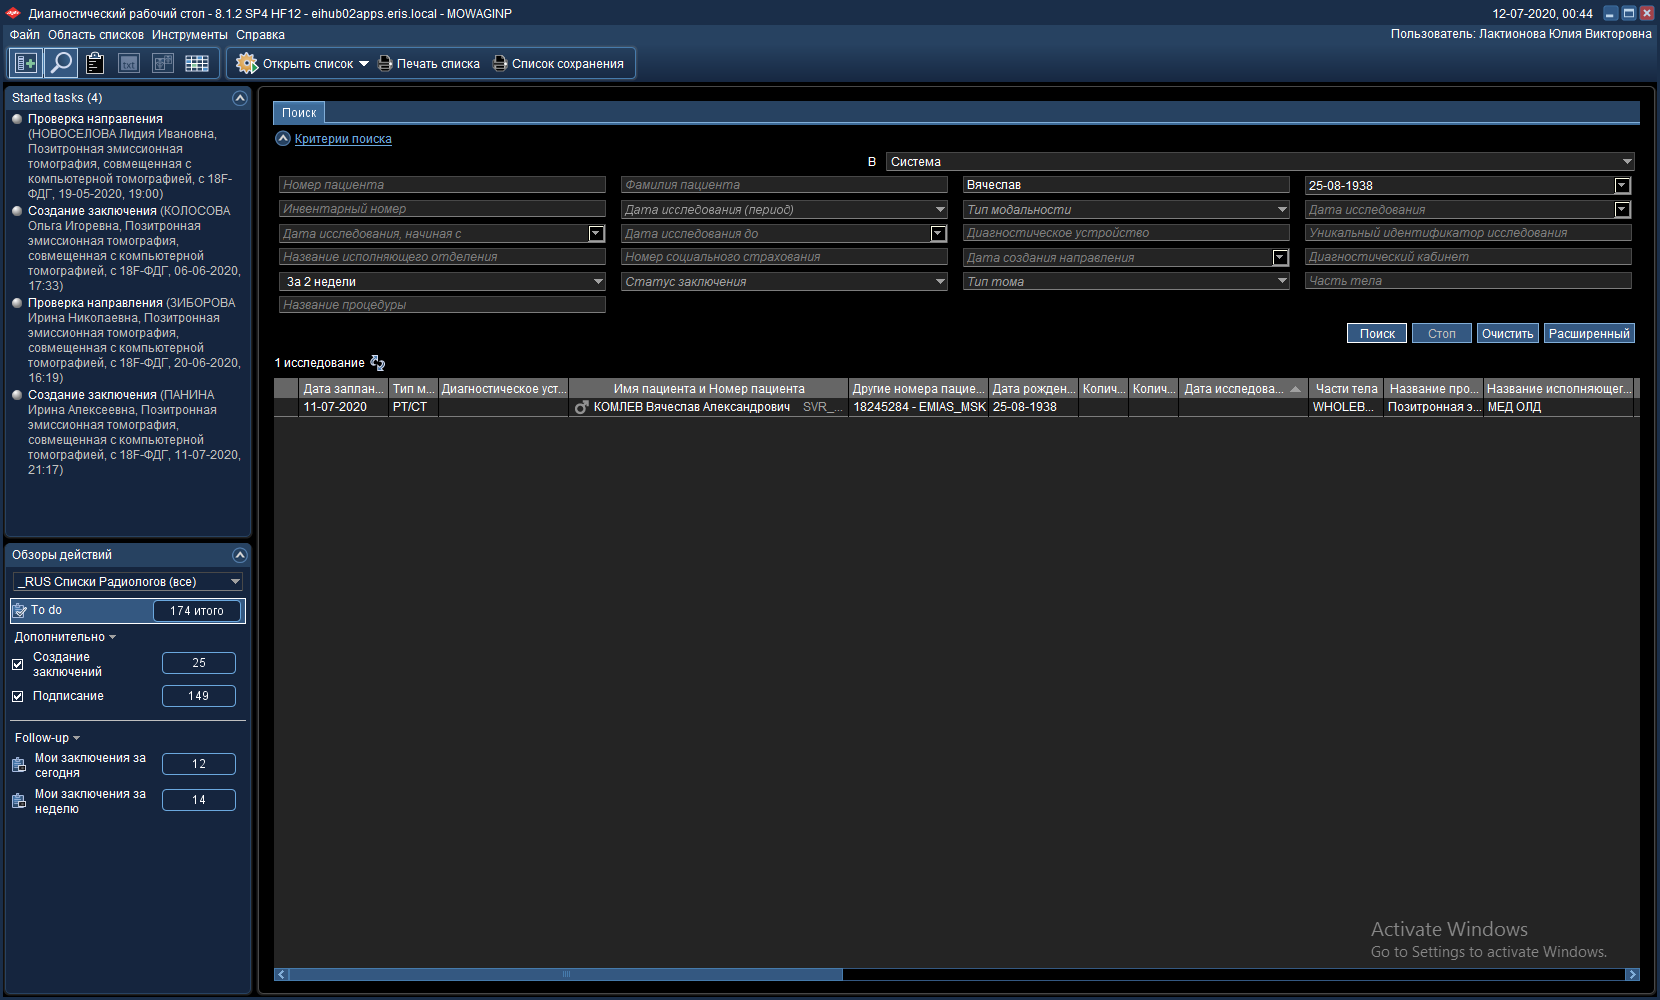 Диагностический рабочий стол - 8.1.2 SP4 HF12 - eihub02apps.eris.local - MOWAGINP
12-07-2020, 00:44
Файл Область списков Инструменты Справка
Пользователь: Лактионова Юлия Викторовна
Открыть список Печать списка Список сохранения
Started tasks (4)
Проверка направления
(НОВОСЕЛОВА Лидия Ивановна,
Позитронная эмиссионная
томография, совмещенная с
компьютерной томографией, с 18F-
ФДГ, 19-05-2020, 19:00)
Создание заключения (КОЛОСОВА
Ольга Игоревна, Позитронная
эмиссионная томография,
совмещенная с компьютерной
томографией, с 18F-ФДГ, 06-06-2020,
17:33)
Проверка направления (ЗИБОРОВА
Ирина Николаевна, Позитронная
эмиссионная томография,
совмещенная с компьютерной
томографией, с 18F-ФДГ, 20-06-2020,
16:19)
Создание заключения (ПАНИНА
Ирина Алексеевна, Позитронная
эмиссионная томография,
совмещенная с компьютерной
томографией, с 18F-ФДГ, 11-07-2020,
21:17)
Обзоры действий
_RUS Списки Радиологов (все)
To do 174 итого
Дополнительно
Создание
заключений 25
Подписание 149
Follow-up
Мои заключения за
сегодня 12
Мои заключения за
неделю 14
Поиск
Критерии поиска
В Система
Номер пациента Фамилия пациента Вячеслав 25-08-1938
Инвентарный номер Дата исследования (период) Тип модальности Дата исследования
Дата исследования, начиная с Дата исследования до Диагностическое устройство Уникальный идентификатор исследования
Название исполняющего отделения Номер социального страхования Дата создания направления Диагностический кабинет
За 2 недели Статус заключения Тип тома Часть тела
Название процедуры
Поиск Стоп Очистить Расширенный
1 исследование
Дата заплан... Тип м... Диагностическое уст... Имя пациента и Номер пациента Другие номера пацие... Дата рожден... Колич... Колич... Дата исследова... Части тела Название про... Название исполняющег...
11-07-2020 PT/CT КОМЛЕВ Вячеслав Александрович SVR_... 18245284 - EMIAS_MSK 25-08-1938 WHOLEB... Позитронная э... МЕД ОЛД
Activate Windows
Go to Settings to activate Windows.